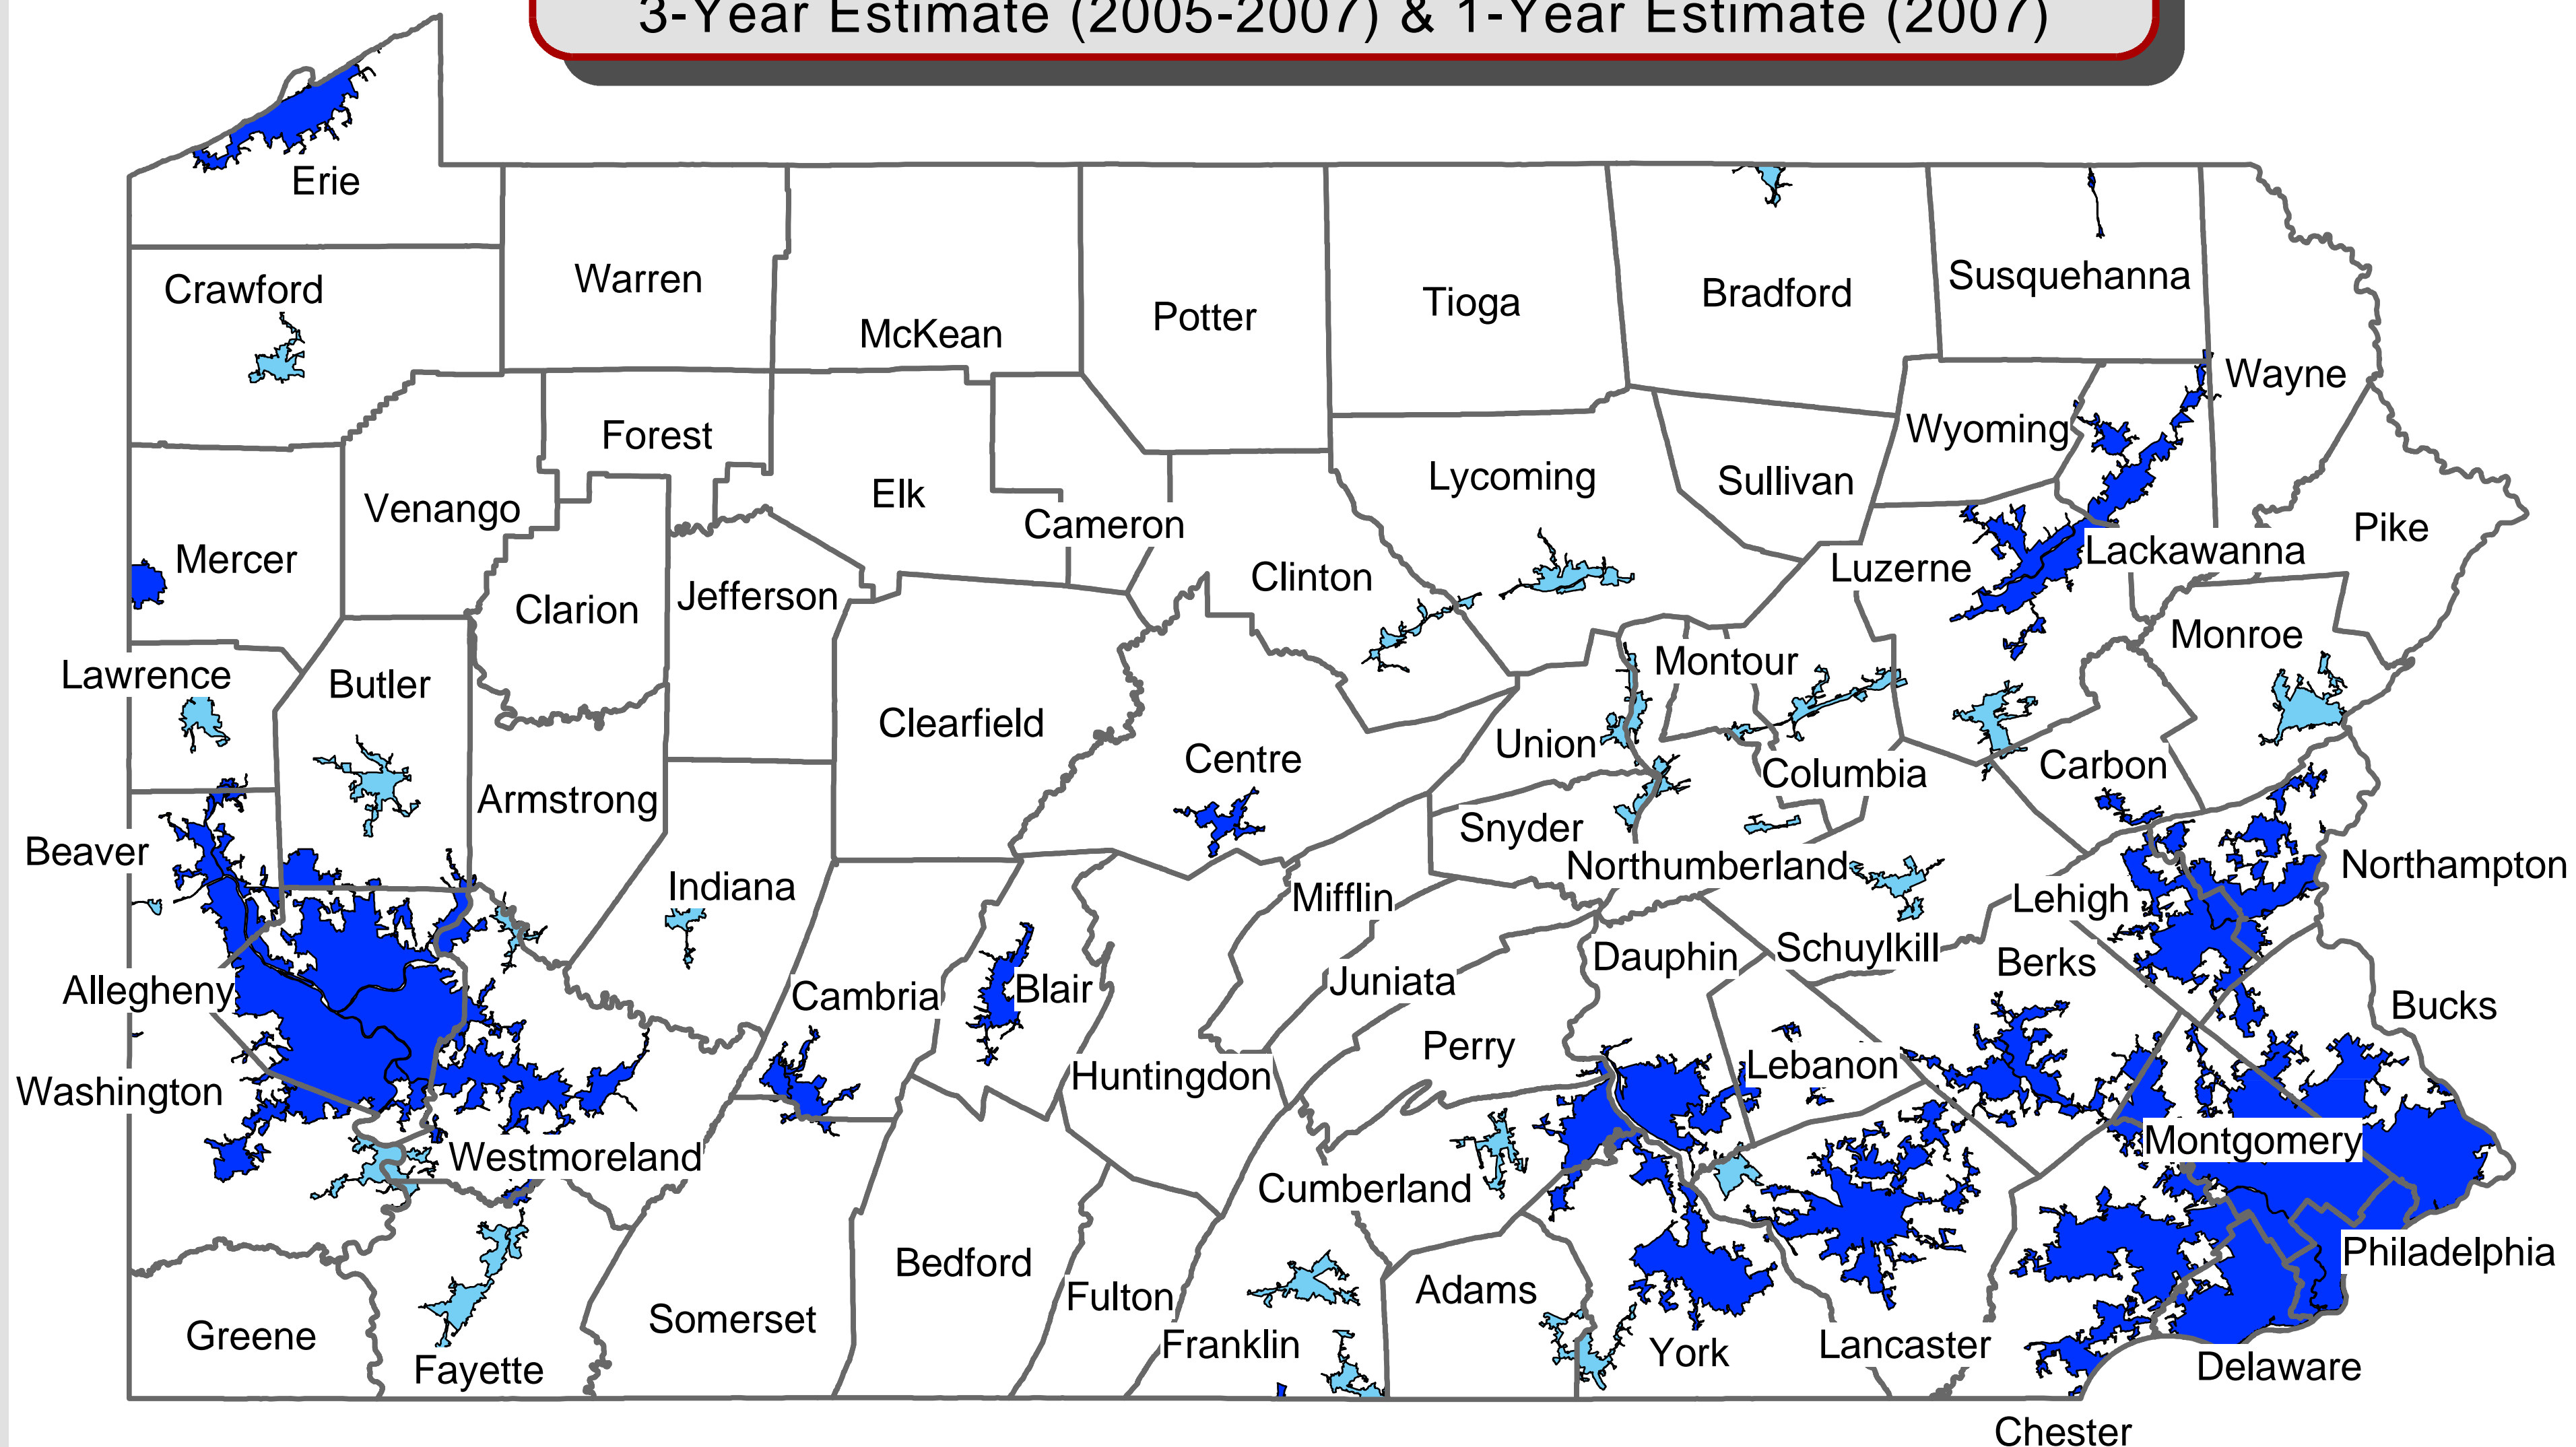 3-Year Estimate (2005-2007) & 1-Year Estimate (2007)
Erie
Crawford
Warren
McKean
Potter
Tioga
Bradford
Susquehanna
Wayne
Forest
Wyoming
Venango
Elk
Cameron
Lycoming
Sullivan
Pike
Mercer
Clarion
Jefferson
Clinton
Luzerne
Lackawanna
Monroe
Lawrence
Butler
Montour
Clearfield
Centre
Union
Columbia
Carbon
Armstrong
Beaver
Snyder
Northumberland
Northampton
Indiana
Mifflin
Lehigh
Allegheny
Cambria
Blair
Juniata
Dauphin
Schuylkill
Berks
Bucks
Washington
Huntingdon
Perry
Lebanon
Westmoreland
Cumberland
Montgomery
Philadelphia
Greene
Fayette
Somerset
Bedford
Fulton
Franklin
Adams
York
Lancaster
Delaware
Chester